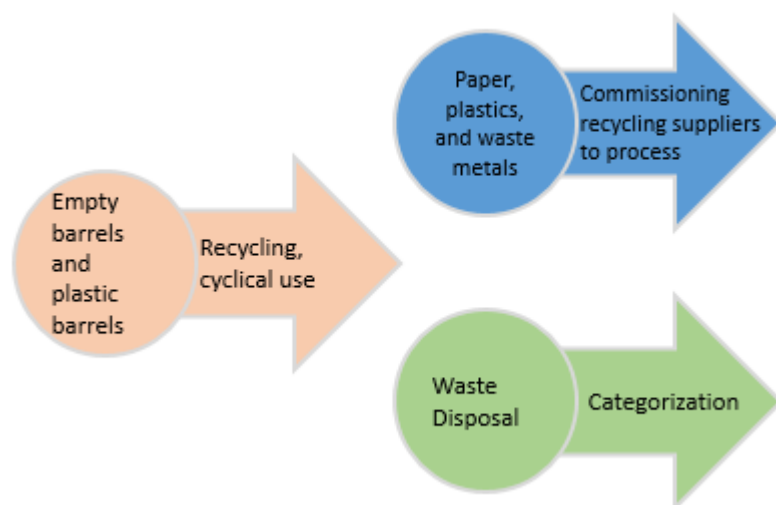 Empty
barrels
and
plastic
barrels
Recycling,
cyclical use
Paper,
plastics,
and waste
metals
Commissioning
recycling suppliers
to process
Waste
Disposal
Categorization